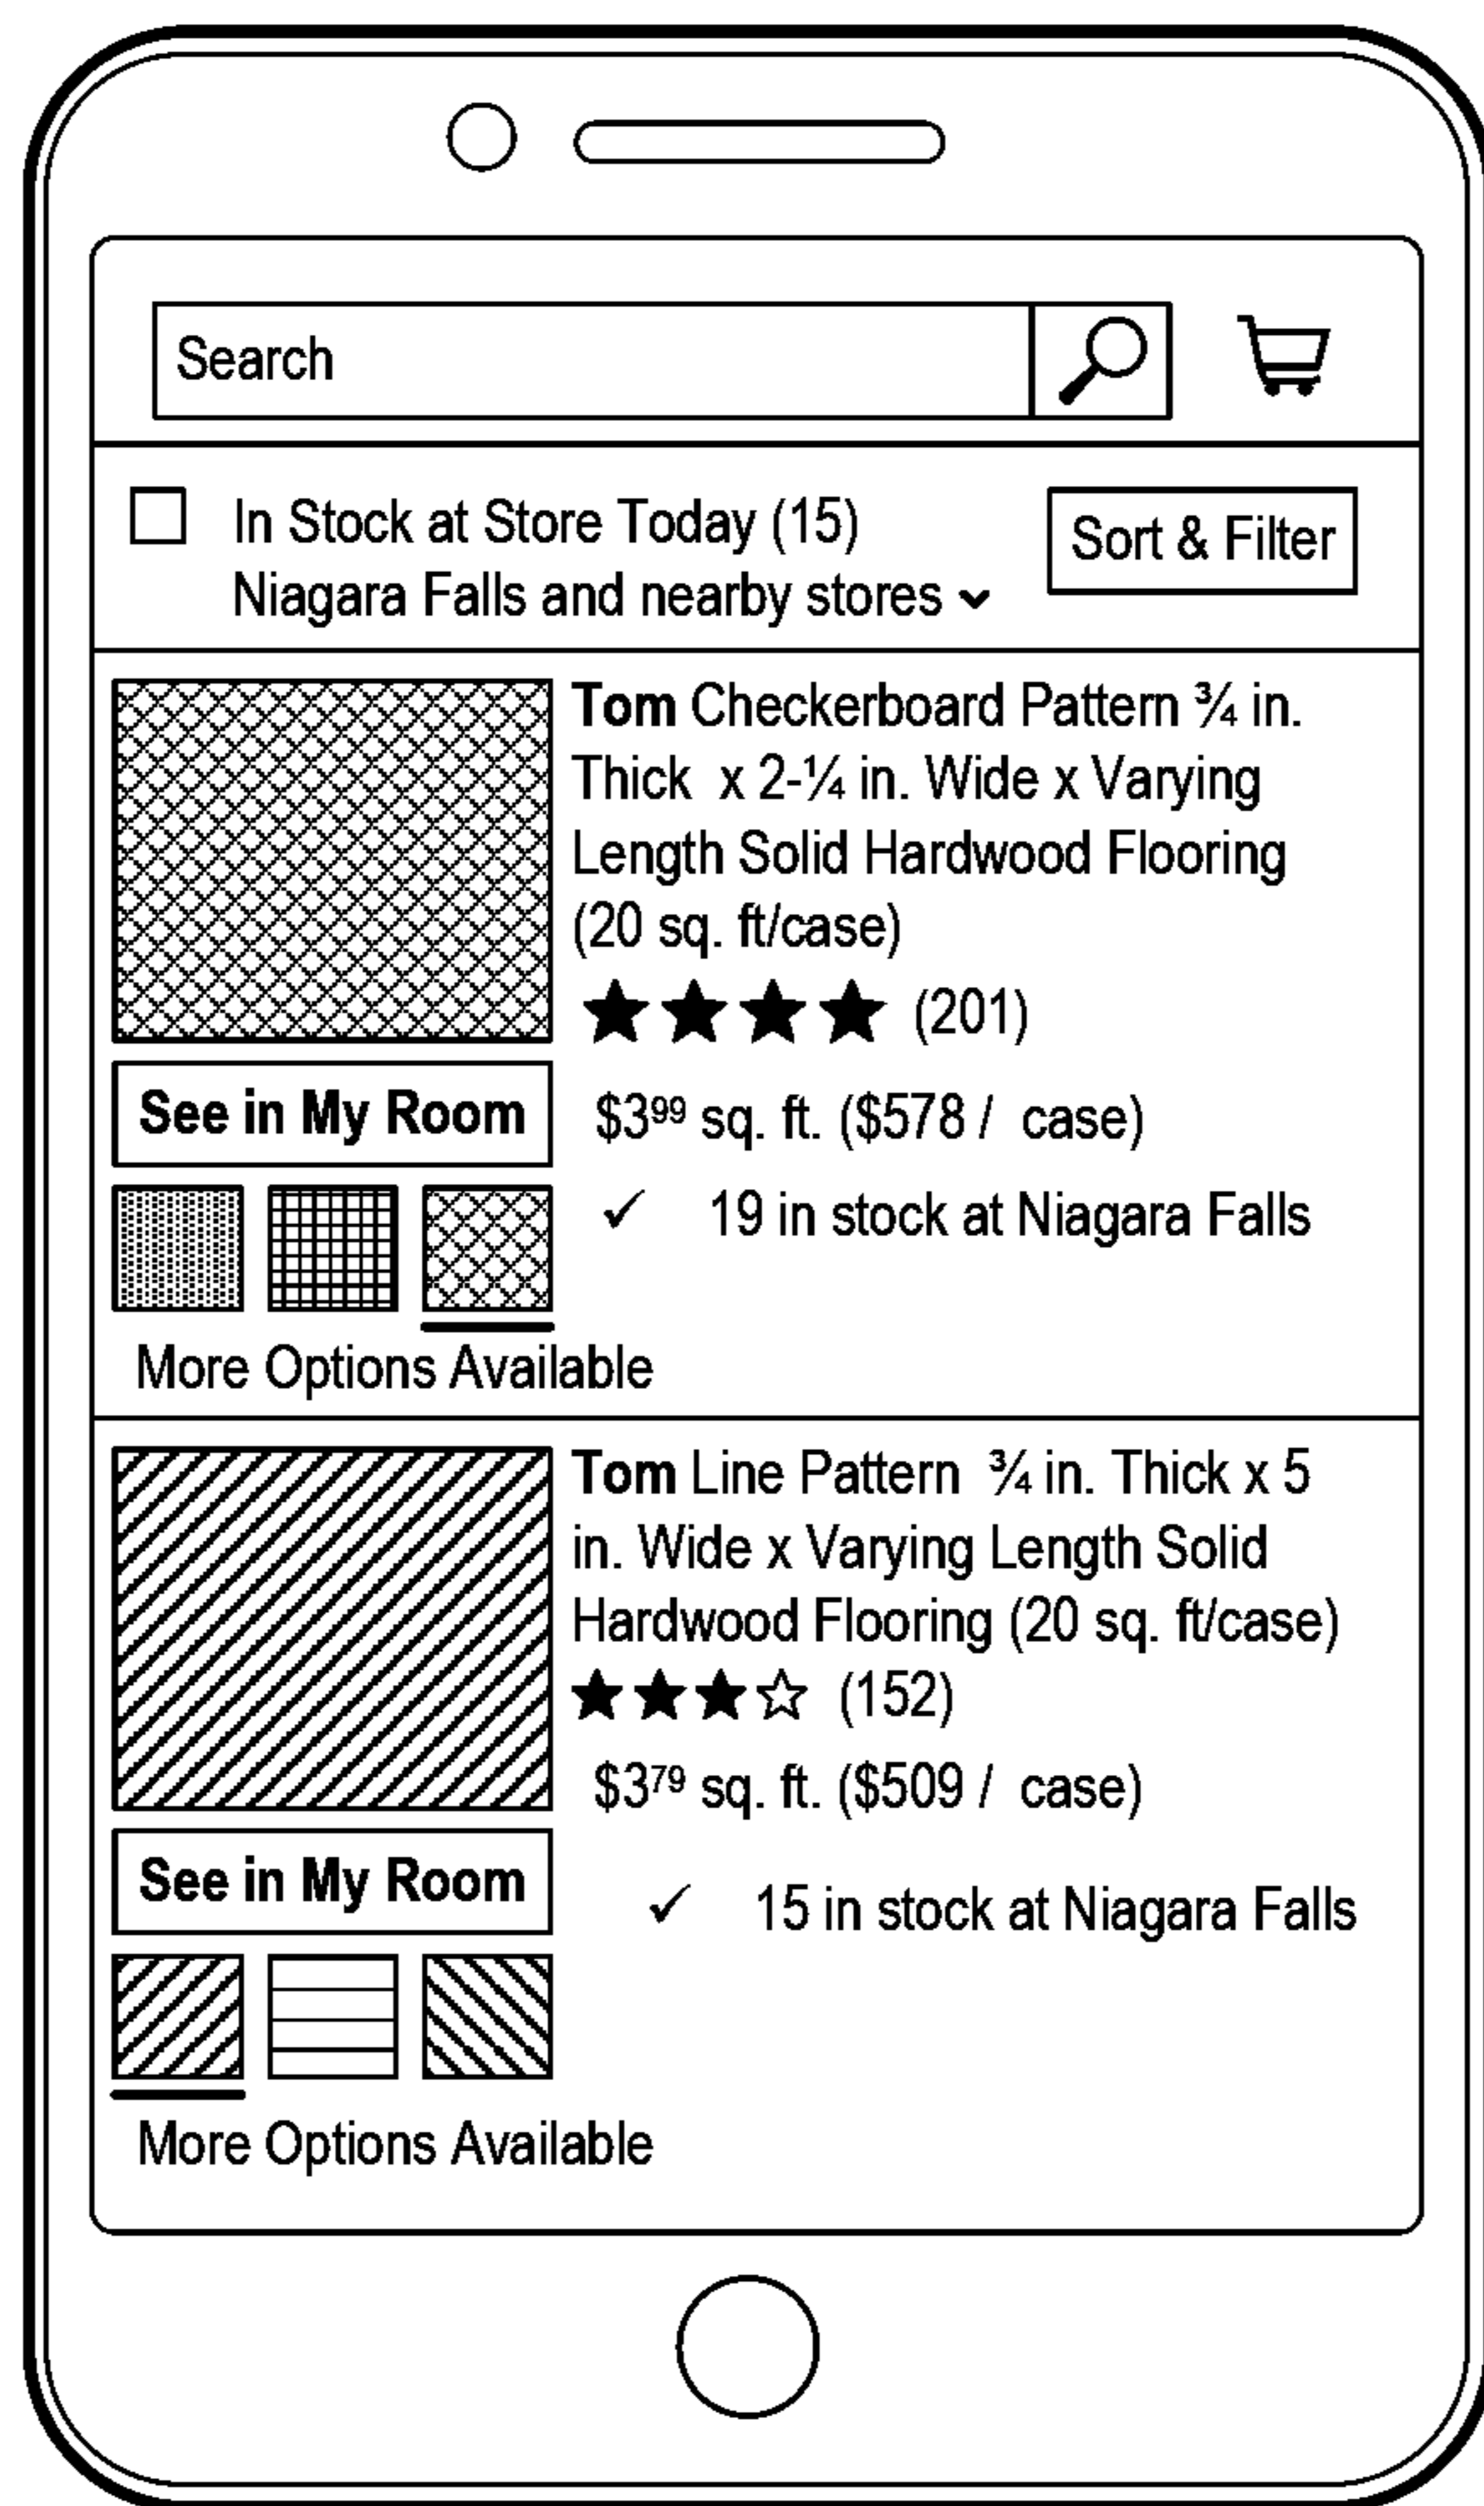 Search
In Stock at Store Today (15)
Niagara Falls and nearby stores
Sort & Filter
Tom Checkerboard Pattern ¾ in.
Thick x 2-¼ in. Wide x Varying
Length Solid Hardwood Flooring
(20 sq. ft/case)
(201)
See in My Room
$3⁹⁹ sq. ft. ($578 / case)
19 in stock at Niagara Falls
More Options Available
Tom Line Pattern ¾ in. Thick x 5
in. Wide x Varying Length Solid
Hardwood Flooring (20 sq. ft/case)
(152)
$3⁷⁹ sq. ft. ($509 / case)
See in My Room
15 in stock at Niagara Falls
More Options Available